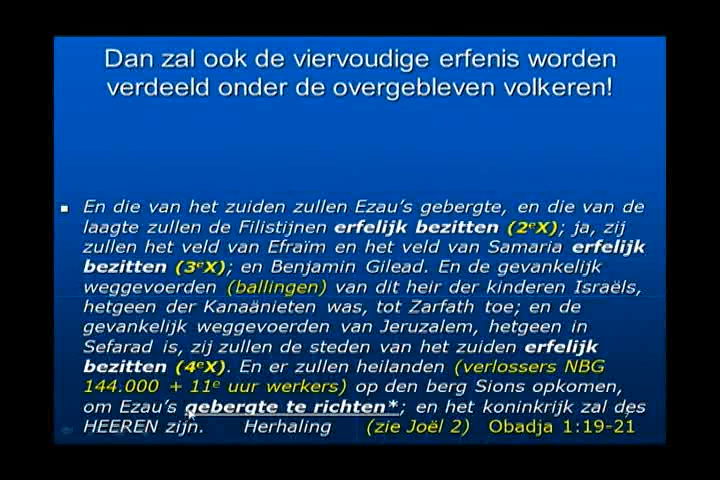 Dan zal ook de viervoudige erfenis worden
verdeeld onder de overgebleven volkeren!
En die van het zuiden zullen Ezau's gebergte, en die van de
laagte zullen de Filistijnen erfelijk bezitten (2ᵉX); ja, zij
zullen het veld van Efraïm en het veld van Samaria erfelijk
bezitten (3ᵉX); en Benjamin Gilead. En de gevankelijk
weggevoerden (ballingen) van dit heir der kinderen Israëls,
hetgeen der Kanaänieten was, tot Zarfath toe; en de
gevankelijk weggevoerden van Jeruzalem, hetgeen in
Sefarad is, zij zullen de steden van het zuiden erfelijk
bezitten (4ᵉX). En er zullen heilanden (verlossers NBG
144.000 + 11ᵉ uur werkers) op den berg Sions opkomen,
om Ezau's gebergte te richten*; en het koninkrijk zal des
HEEREN zijn. Herhaling (zie Joël 2) Obadja 1:19-21